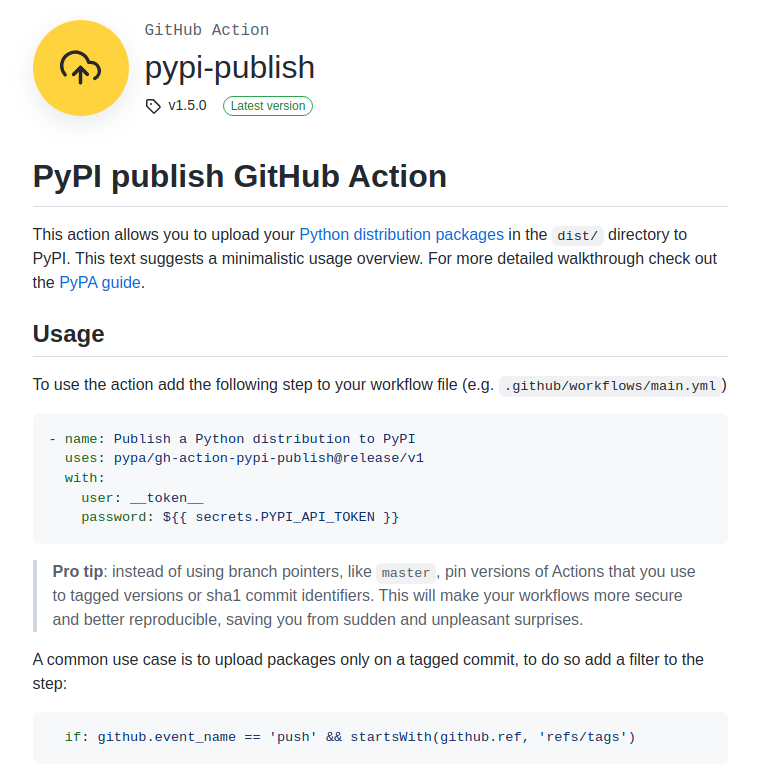 GitHub Action
pypi-publish
v1.5.0 Latest version
PyPI publish GitHub Action
This action allows you to upload your Python distribution packages in the dist/ directory to
PyPI. This text suggests a minimalistic usage overview. For more detailed walkthrough check out
the PyPA guide.
Usage
To use the action add the following step to your workflow file (e.g. .github/workflows/main.yml )
- name: Publish a Python distribution to PyPI
  uses: pypa/gh-action-pypi-publish@release/v1
  with:
    user: __token__
    password: ${{ secrets.PYPI_API_TOKEN }}
Pro tip: instead of using branch pointers, like master, pin versions of Actions that you use
to tagged versions or sha1 commit identifiers. This will make your workflows more secure
and better reproducible, saving you from sudden and unpleasant surprises.
A common use case is to upload packages only on a tagged commit, to do so add a filter to the
step:
  if: github.event_name == 'push' && startsWith(github.ref, 'refs/tags')